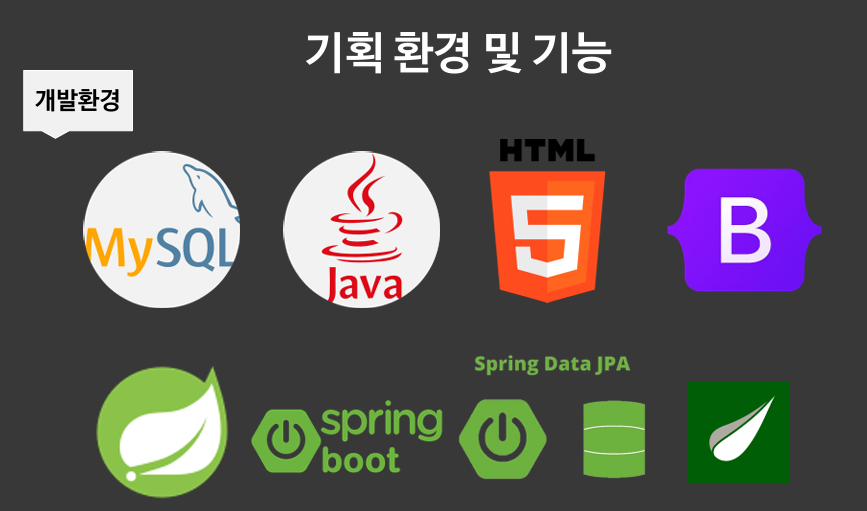 기획 환경 및 기능
개발환경
MySQL
Java
HTML
5
B
Spring Data JPA
spring
boot